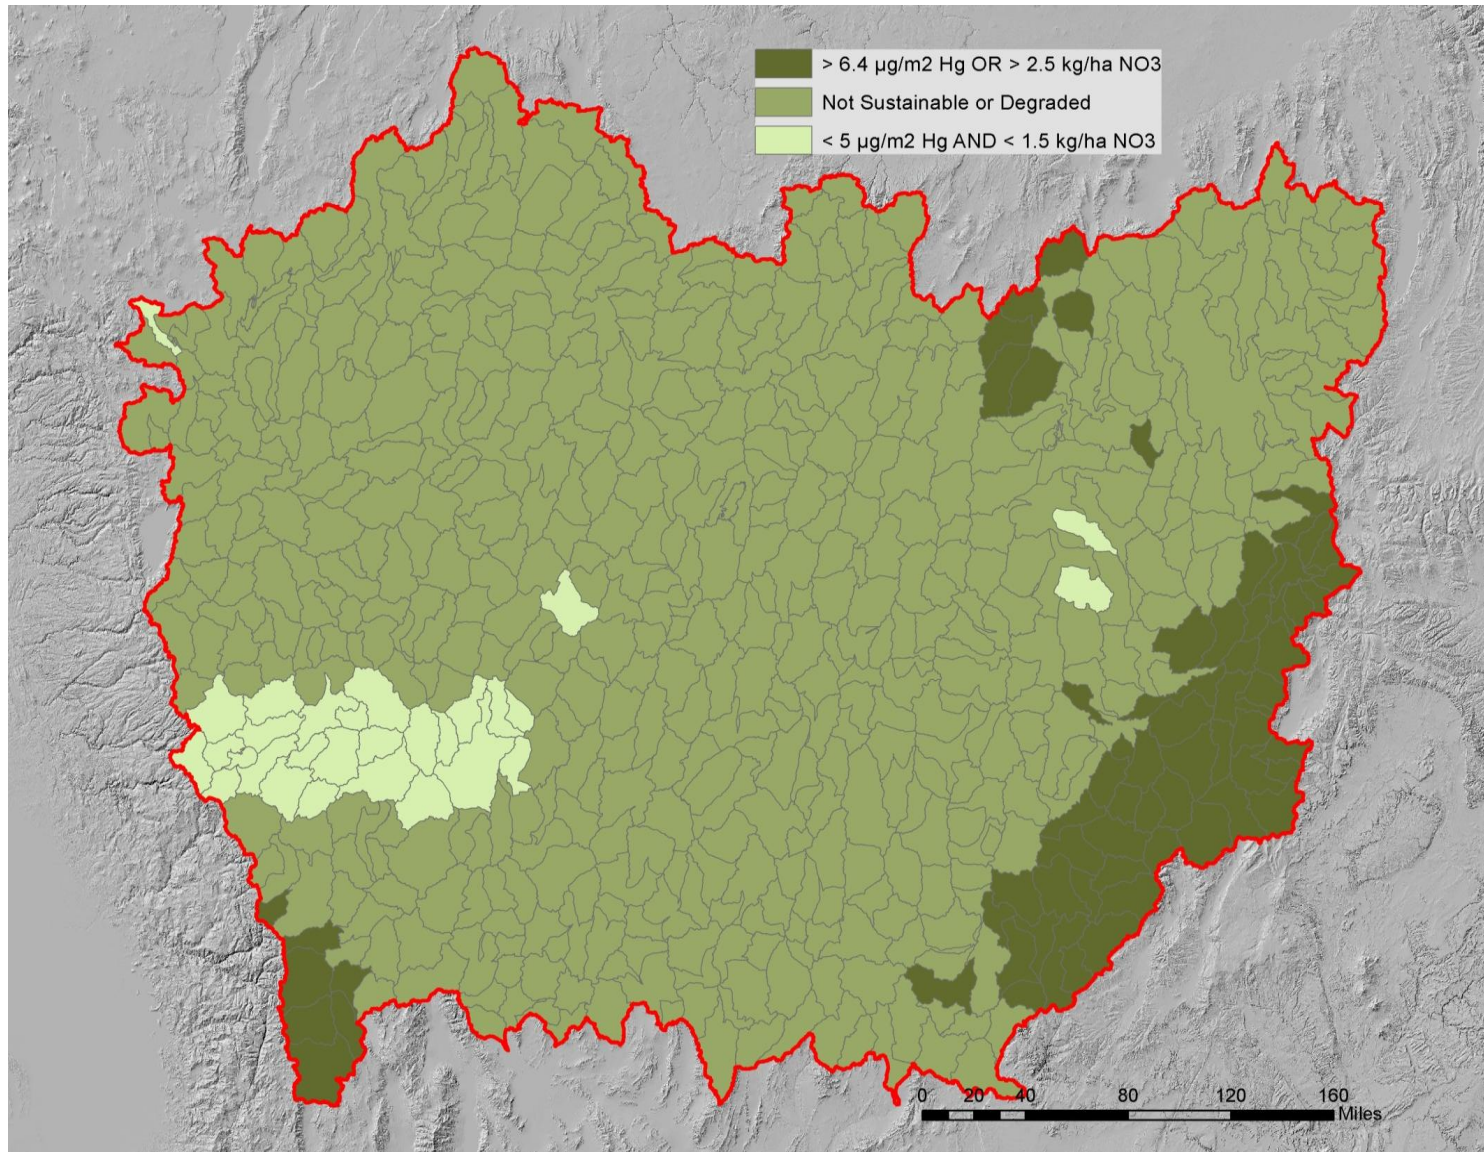 > 6.4 µg/m2 Hg OR > 2.5 kg/ha NO3
Not Sustainable or Degraded
< 5 µg/m2 Hg AND < 1.5 kg/ha NO3
0 20 40 80 120 160
Miles